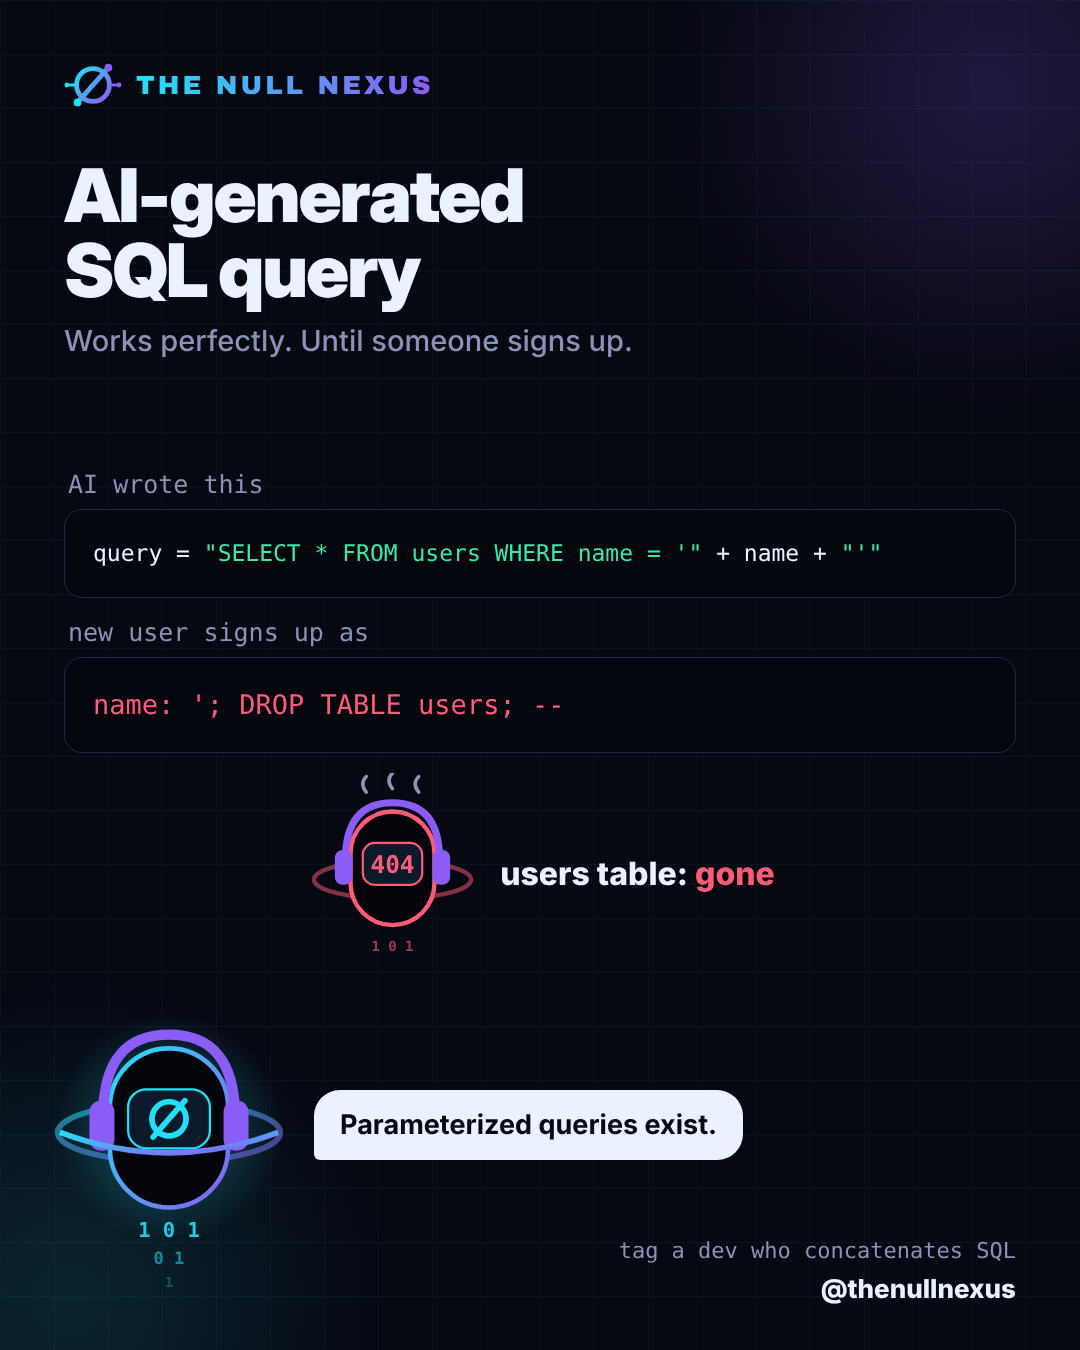 THE NULL NEXUS
AI-generated
SQL query
Works perfectly. Until someone signs up.
AI wrote this
query = "SELECT * FROM users WHERE name = '" + name + "'"
new user signs up as
name: '; DROP TABLE users; --
404
users table: gone
1 0 1
Parameterized queries exist.
1 0 1
0 1
1
tag a dev who concatenates SQL
@thenullnexus